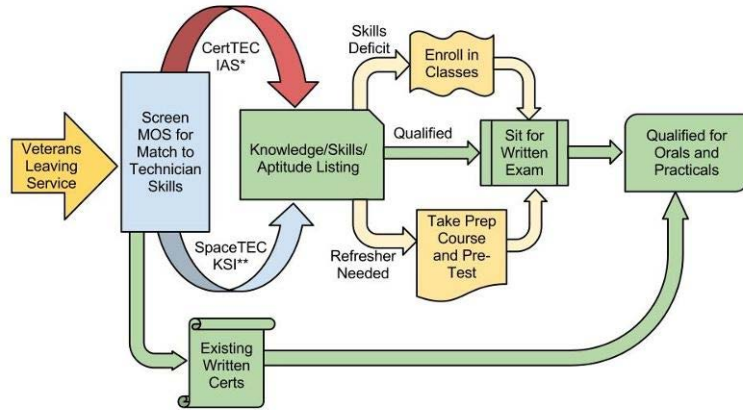 Veterans
Leaving
Service
Screen
MOS for
Match to
Technician
Skills
CertTEC
IAS*
SpaceTEC
KSI**
Knowledge/Skills/
Aptitude Listing
Skills
Deficit
Enroll in
Classes
Qualified
Sit for
Written
Exam
Refresher
Needed
Take Prep
Course
and Pre-
Test
Qualified for
Orals and
Practicals
Existing
Written
Certs